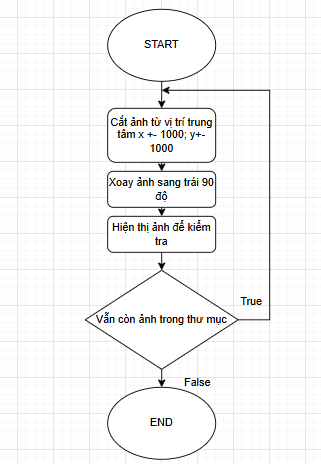 START
Cắt ảnh từ vị trí trung
tâm x +- 1000; y+-
1000
Xoay ảnh sang trái 90
độ
Hiện thị ảnh để kiểm
tra
Vẫn còn ảnh trong thư mục
True
False
END